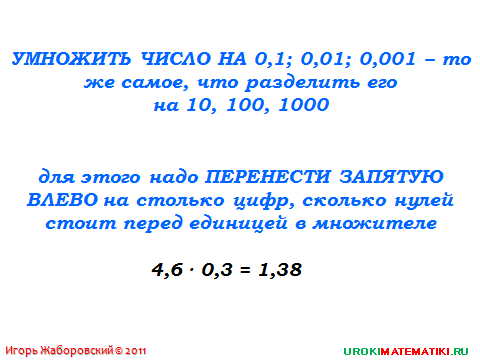 УМНОЖИТЬ ЧИСЛО НА 0,1; 0,01; 0,001 – то
же самое, что разделить его
на 10, 100, 1000
для этого надо ПЕРЕНЕСТИ ЗАПЯТУЮ
ВЛЕВО на столько цифр, сколько нулей
стоит перед единицей в множителе
4,6 · 0,3 = 1,38
Игорь Жаборовский © 2011
UROKIMATEMATIKI.RU